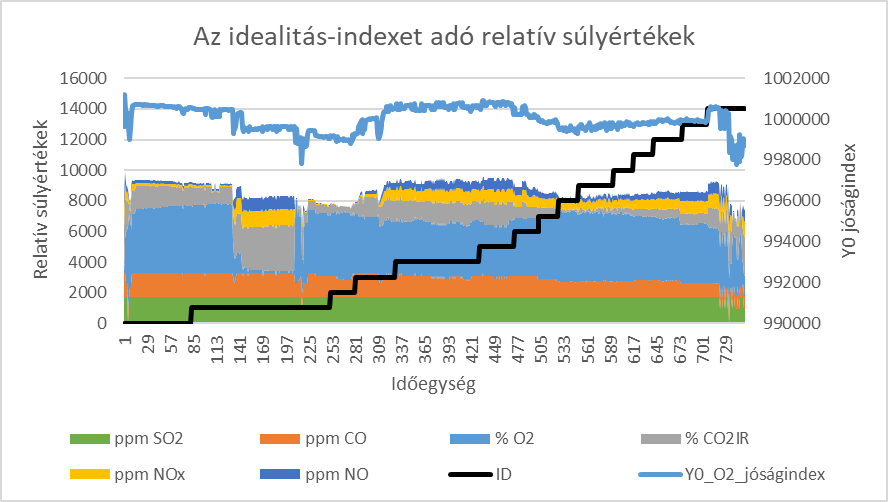 Az idealitás-indexet adó relatív súlyértékek
Relatív súlyértékek
16000
14000
12000
10000
8000
6000
4000
2000
0
1002000
1000000
998000
996000
994000
992000
990000
Y0 jóságindex
1 29 57 85 113 141 169 197 225 253 281 309 337 365 393 421 449 477 505 533 561 589 617 645 673 701 729
Időegység
ppm SO2 ppm CO % O2 % CO2IR
ppm NOx ppm NO ID Y0_O2_jóságindex